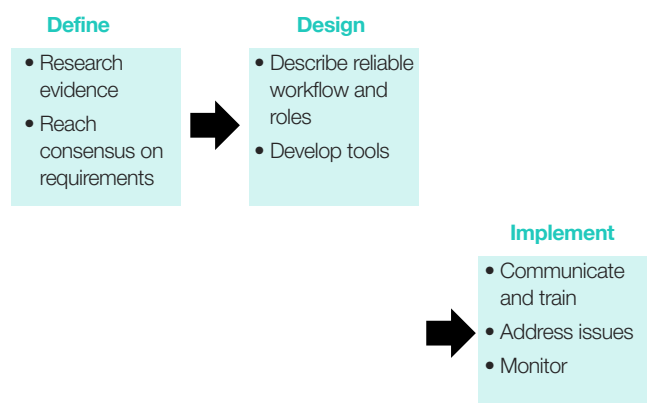 Define
• Research
evidence
• Reach
consensus on
requirements
Design
• Describe reliable
workflow and
roles
• Develop tools
Implement
• Communicate
and train
• Address issues
• Monitor